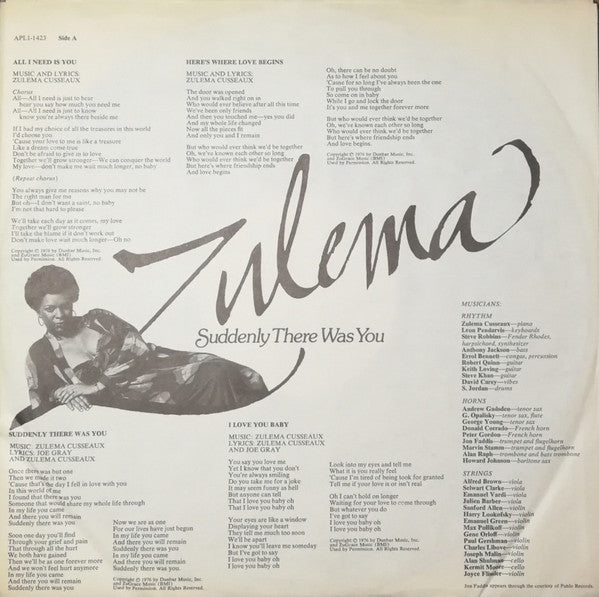 APL1-1423 Side A
ALL I NEED IS YOU
MUSIC AND LYRICS:
ZULEMA CUSSEAUX
Chorus
All—All I need is just to hear
hear you say how much you need me
All—All I need is just to know
know you're always there beside me
If I had my choice of all the treasures in this world
I'd choose you
'Cause your love to me is like a treasure
Like a dream come true
Don't be afraid to give in to love
Together we'll grow stronger—We can conquer the world
My love—don't make me wait much longer, no baby
(Repeat chorus)
You always give me reasons why you may not be
The right man for me
But oh—I don't want a saint, no baby
I'm not that hard to please
We'll take each day as it comes, my love
Together we'll grow stronger
I'll take the blame if it don't work out
Don't make love wait much longer—Oh no
Copyright © 1976 by Dunbar Music, Inc.
and ZuGrace Music (BMI)
Used by Permission. All Rights Reserved.
HERE'S WHERE LOVE BEGINS
MUSIC AND LYRICS:
ZULEMA CUSSEAUX
The door was opened
And you walked right on in
Who would ever believe after all this time
We've been only friends
And then you touched me—yes you did
And my whole life changed
Now all the pieces fit
And only you and I remain
But who would ever think we'd be together
Oh, we've known each other so long
Who would ever think we'd be together
But here's where friendship ends
And love begins
Oh, there can be no doubt
As to how I feel about you
'Cause for so long I've always been the one
To pull you through
So come on in baby
While I go and lock the door
It's you and me together forever more
But who would ever think we'd be together
Oh, we've known each other so long
Who would ever think we'd be together
But here's where friendship ends
And love begins.
Copyright © 1976 by Dunbar Music, Inc.
and ZuGrace Music (BMI)
Used by Permission. All Rights Reserved.
Zulema
Suddenly There Was You
SUDDENLY THERE WAS YOU
MUSIC: ZULEMA CUSSEAUX
LYRICS: JOE GRAY
AND ZULEMA CUSSEAUX
Once there was but one
Then we made it two
'Cause that's the day I fell in love with you
In this world of me
I found that there was you
Someone that would share my whole life through
In my life you came
And there you will remain
Suddenly there was you
Soon one day you'll find
Through your grief and pain
That through all the hurt
We both have gained
Then we'll be as one forever more
And we won't feel hurt anymore
In my life you came
And there you will remain
Suddenly there was you
Now we are as one
For our lives have just begun
In my life you came
And there you will remain
Suddenly there was you
In my life you came
And there you will remain
Suddenly there was you.
Copyright © 1976 by Dunbar Music, Inc.
and ZuGrace Music (BMI)
Used by Permission. All Rights Reserved.
I LOVE YOU BABY
MUSIC: ZULEMA CUSSEAUX
LYRICS: ZULEMA CUSSEAUX
AND JOE GRAY
You say you love me
Yet I know that you don't
You're always smiling
Do you take me for a joke
It may seem funny as hell
But anyone can tell
That I love you baby oh
That I love you baby oh
Your eyes are like a window
Displaying your heart
They tell me much too soon
We'll be apart
I know you'll leave me someday
But I've got to say
I love you baby oh
I love you baby oh
Look into my eyes and tell me
What it is you really feel
'Cause I'm tired of being look for granted
Tell me if your love it or isn't real
Oh I can't hold on longer
Waiting for your love to come through
But whatever you do
I've got to say
I love you baby oh
I love you baby oh
Copyright © 1976 by Dunbar Music, Inc.
and ZuGrace Music (BMI)
Used by Permission. All Rights Reserved.
MUSICIANS:
RHYTHM
Zulema Cusseaux—piano
Leon Pendarvis—keyboards
Steve Robbins—Fender Rhodes,
harpsichord, synthesizer
Anthony Jackson—bass
Errol Bennett—congas, percussion
Robert Quinn—guitar
Keith Loving—guitar
Steve Khan—guitar
David Carey—vibes
S. Jordan—drums
HORNS
Andrew Gadsden—tenor sax
G. Opalisky—tenor sax, flute
George Young—tenor sax
Donald Corrado—French horn
Peter Gordon—French horn
Jon Faddis—trumpet and flugelhorn
Marvin Stamm—trumpet and flugelhorn
Alan Raph—trombone and bass trombone
Howard Johnson—baritone sax
STRINGS
Alfred Brown—viola
Selwart Clarke—viola
Emanuel Vardi—viola
Julien Barber—viola
Sanford Allen—violin
Harry Lookofsky—violin
Emanuel Green—violin
Max Pollikoff—violin
Gene Orloff—violin
Paul Gershman—violin
Charles Libove—violin
Joseph Malin—violin
Alan Shulman—cello
Kermit Moore—cello
Joyce Flissler—violin
Jon Faddis appears through the courtesy of Pablo Records.